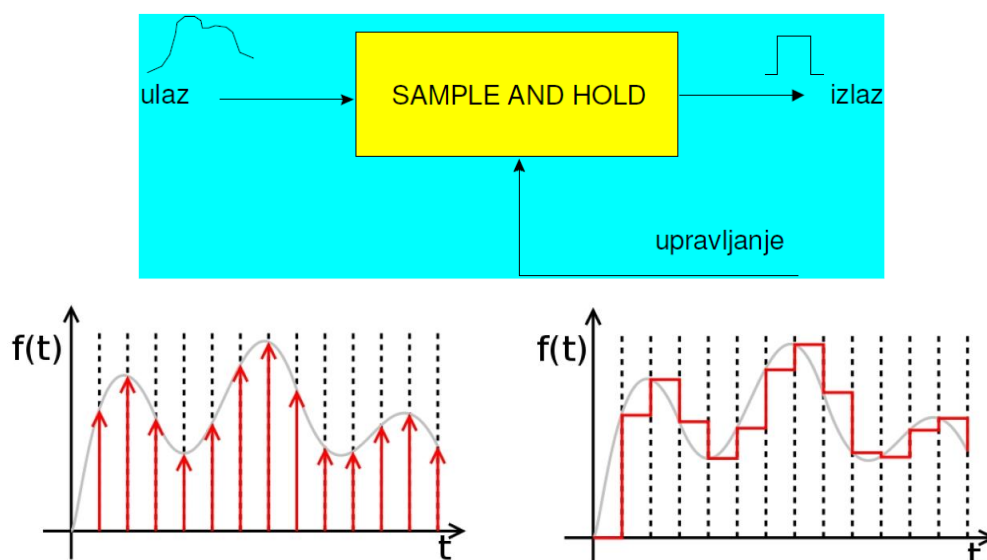 ulaz
SAMPLE AND HOLD
izlaz
upravljanje
f(t)
t
f(t)
t